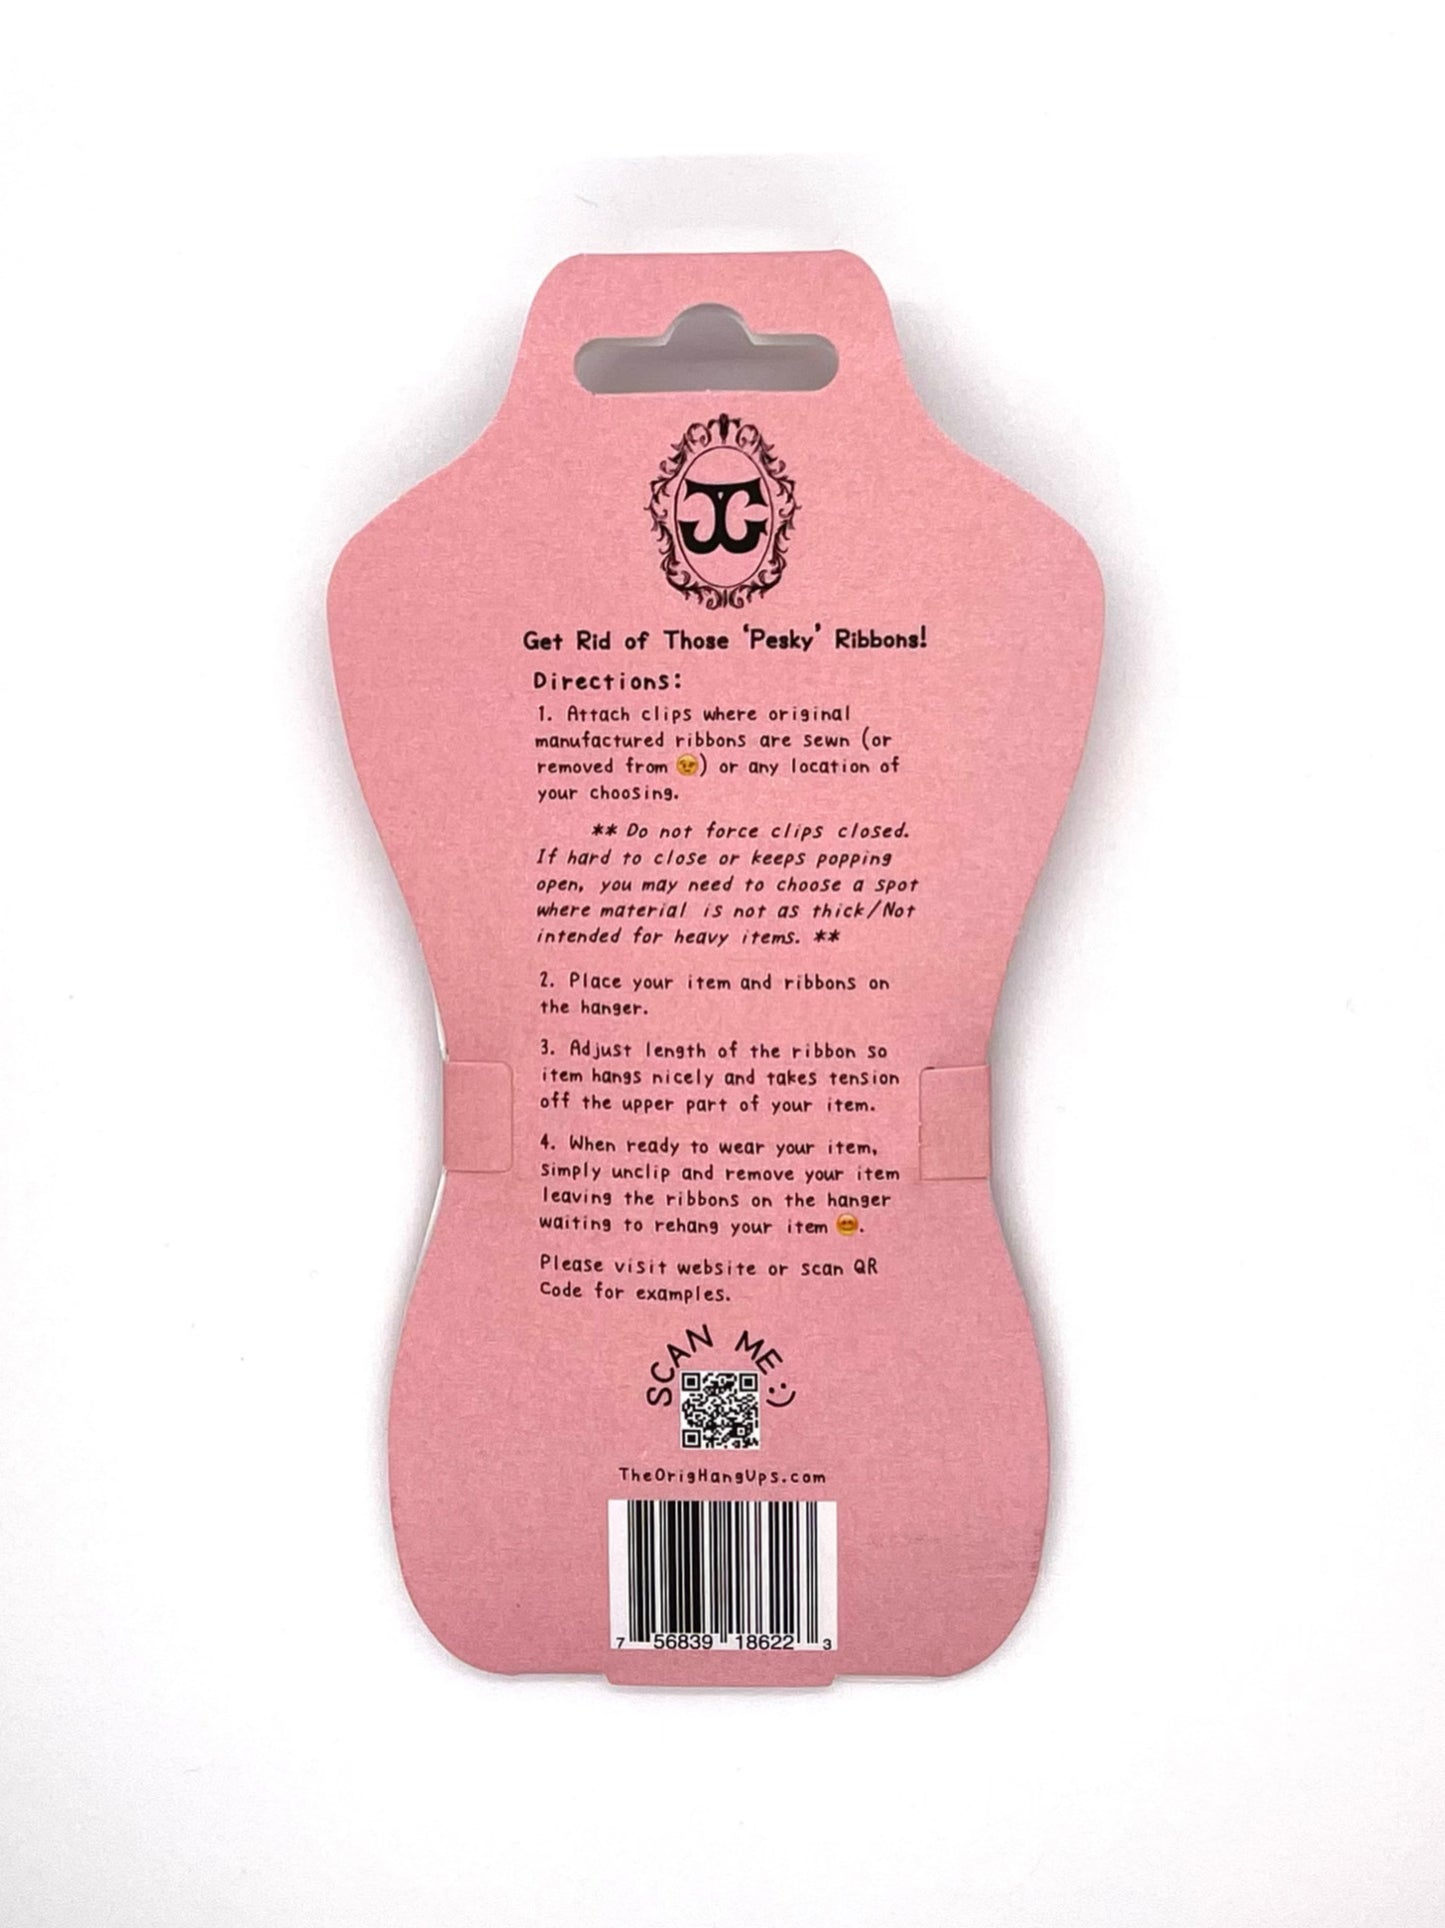 Get Rid of Those 'Pesky' Ribbons!
Directions:
1. Attach clips where original
manufactured ribbons are sewn (or
removed from 😉) or any location of
your choosing.
** Do not force clips closed.
If hard to close or keeps popping
open, you may need to choose a spot
where material is not as thick/Not
intended for heavy items. **
2. Place your item and ribbons on
the hanger.
3. Adjust length of the ribbon so
item hangs nicely and takes tension
off the upper part of your item.
4. When ready to wear your item,
Simply unclip and remove your item
leaving the ribbons on the hanger
waiting to rehang your item 😊.
Please visit website or scan QR
Code for examples.
SCAN ME :)
TheOrigHangUps.com
7 56839 18622 3